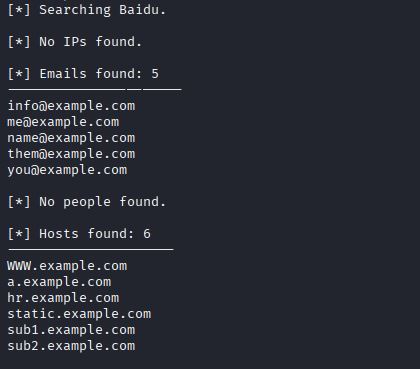 [*] Searching Baidu.
[*] No IPs found.
[*] Emails found: 5
----------------------
info@example.com
me@example.com
name@example.com
them@example.com
you@example.com
[*] No people found.
[*] Hosts found: 6
---------------------
WWW.example.com
a.example.com
hr.example.com
static.example.com
sub1.example.com
sub2.example.com